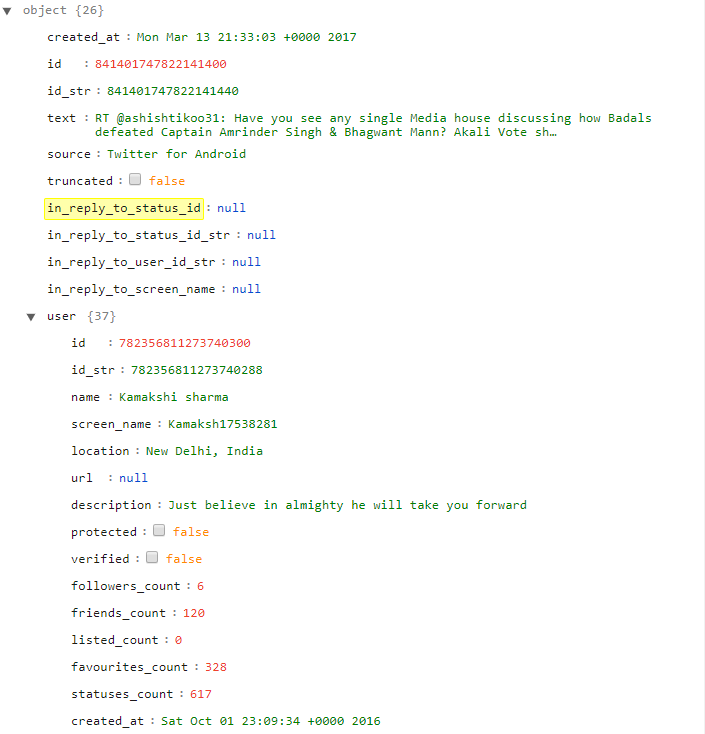 object {26}
created_at : Mon Mar 13 21:33:03 +0000 2017
id : 841401747822141400
id_str : 841401747822141440
text : RT @ashishtikoo31: Have you see any single Media house discussing how Badals
defeated Captain Amrinder Singh & Bhagwant Mann? Akali Vote sh…
source : Twitter for Android
truncated : false
in_reply_to_status_id : null
in_reply_to_status_id_str : null
in_reply_to_user_id_str : null
in_reply_to_screen_name : null
user {37}
id : 782356811273740300
id_str : 782356811273740288
name : Kamakshi sharma
screen_name : Kamaksh17538281
location : New Delhi, India
url : null
description : Just believe in almighty he will take you forward
protected : false
verified : false
followers_count : 6
friends_count : 120
listed_count : 0
favourites_count : 328
statuses_count : 617
created_at : Sat Oct 01 23:09:34 +0000 2016